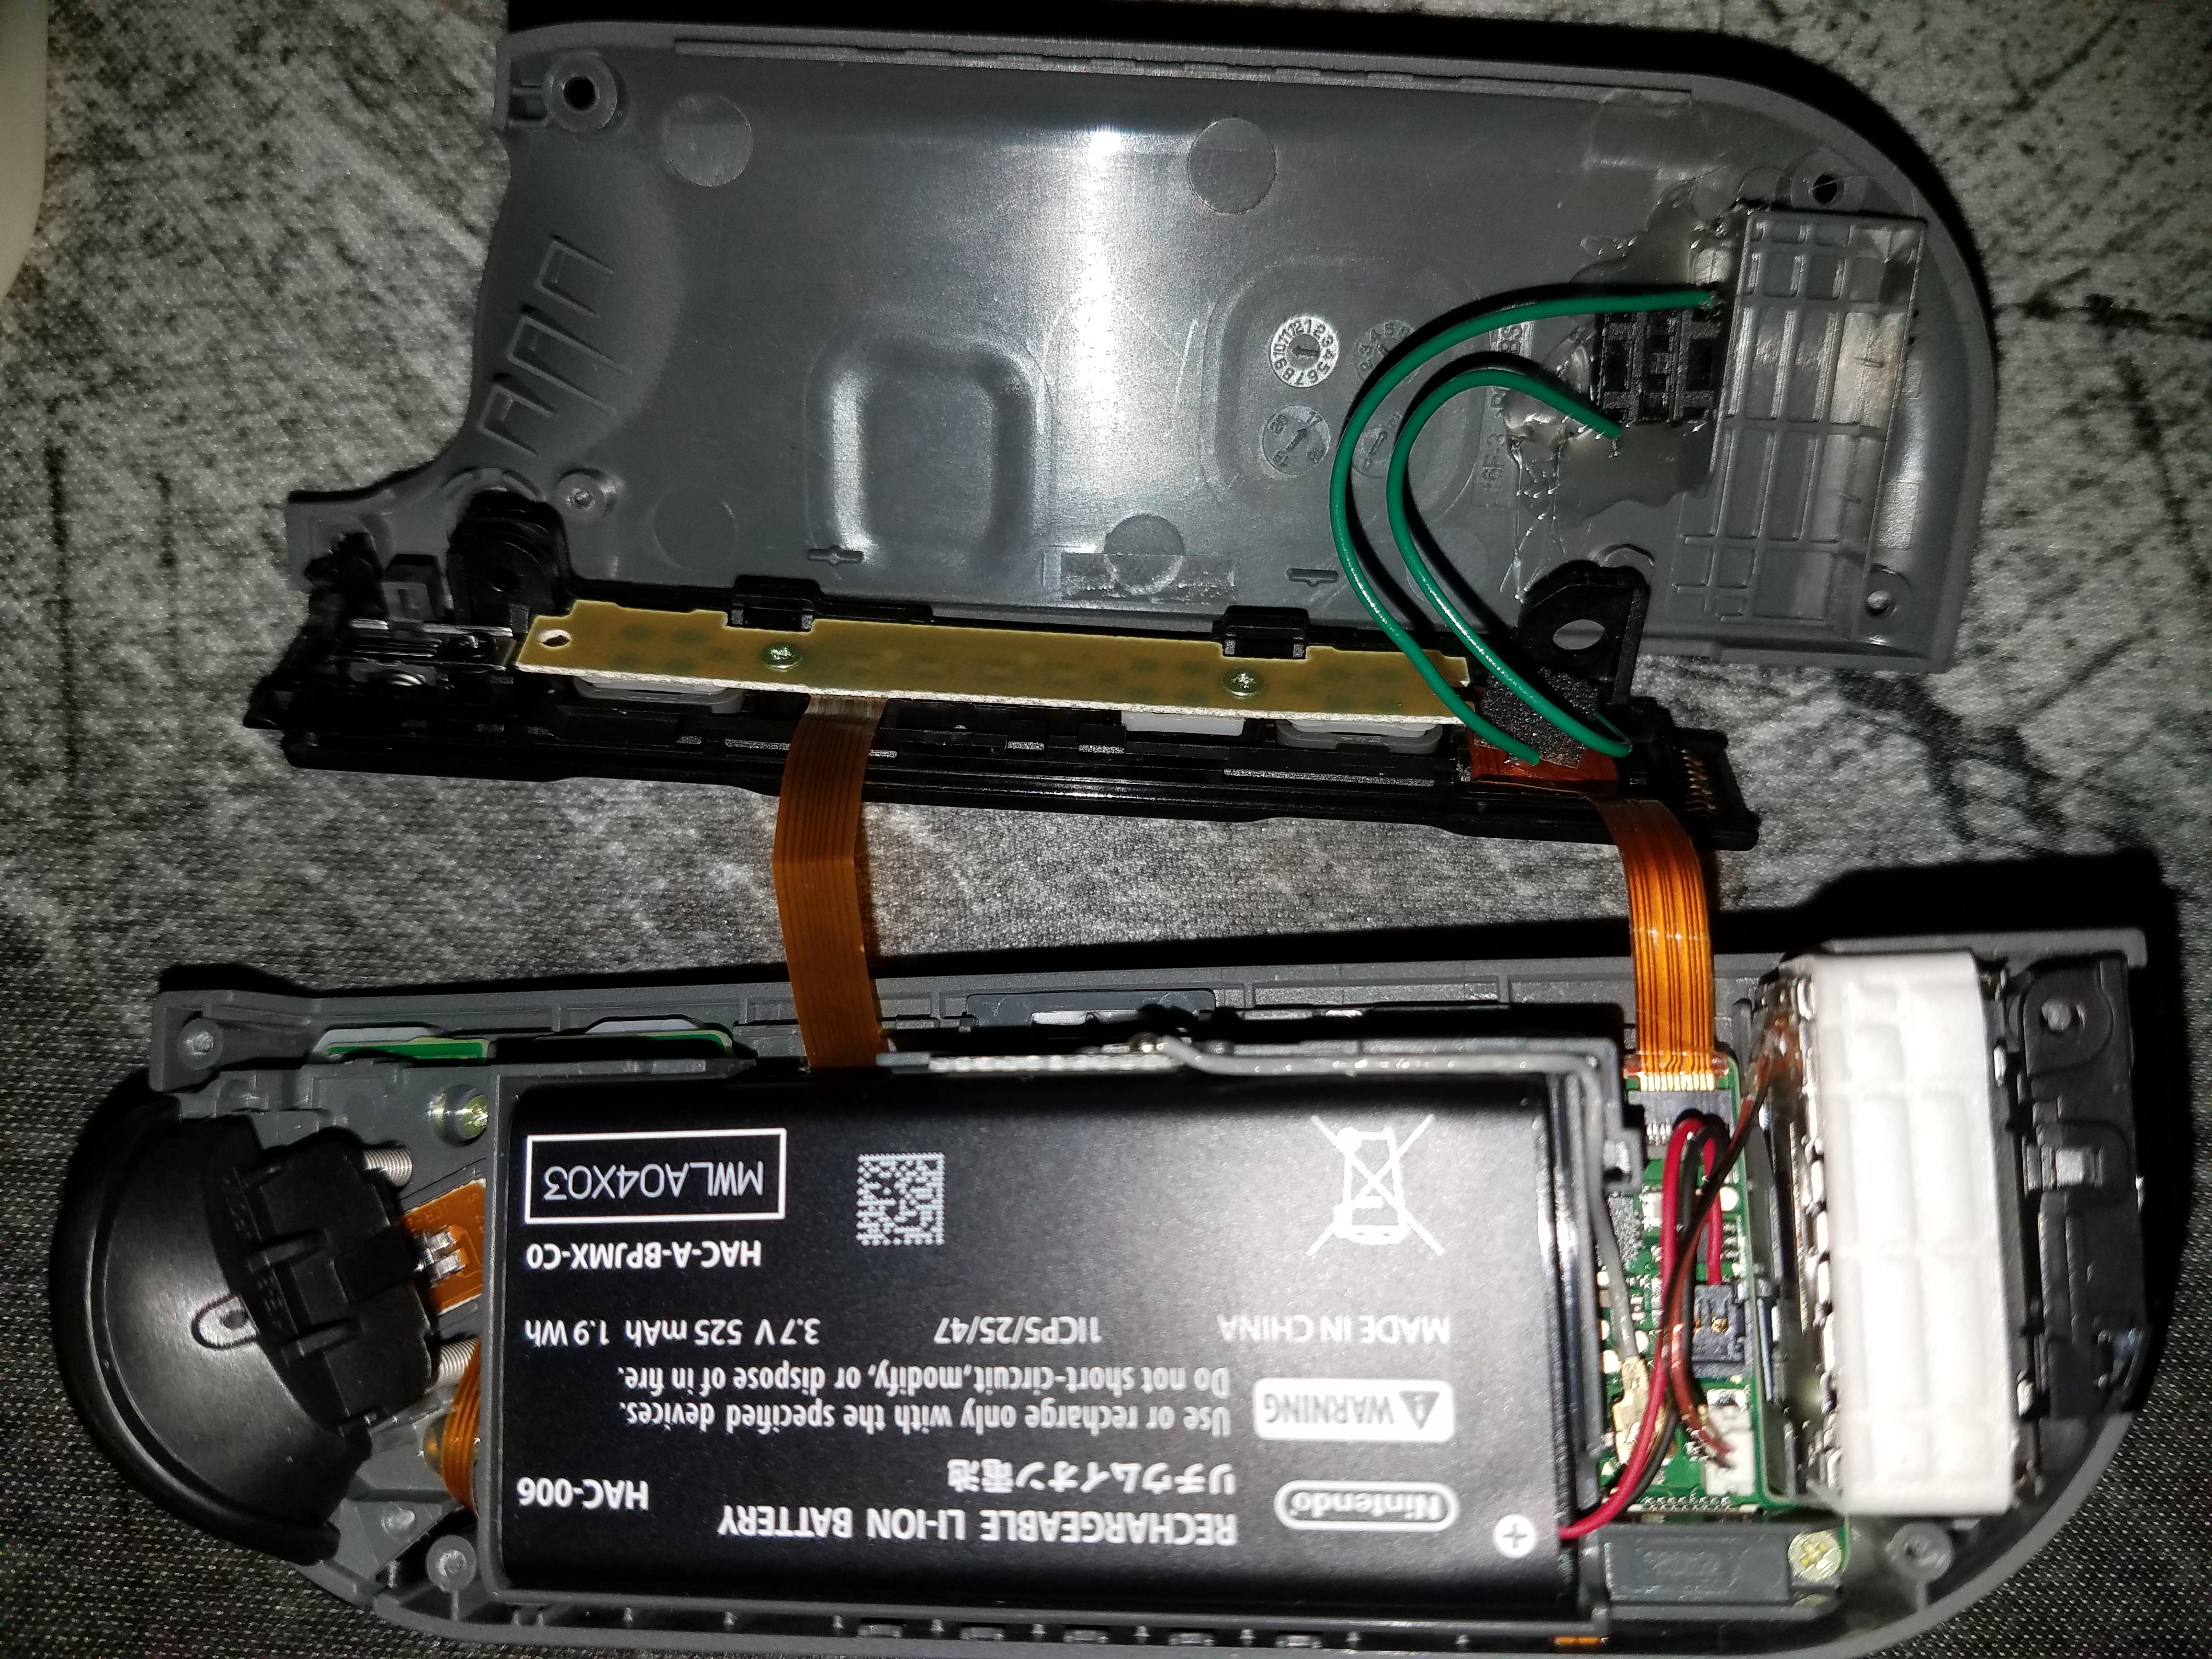 Nintendo
RECHARGEABLE LI-ION BATTERY
リチウムイオン電池
HAC-006
WARNING
Use or recharge only with the specified devices.
Do not short-circuit,modify, or dispose of in fire.
MADE IN CHINA
1ICP5/25/47
3.7 V 525 mAh 1.9 Wh
HAC-A-BPJMX-C0
MWLA04X03
+